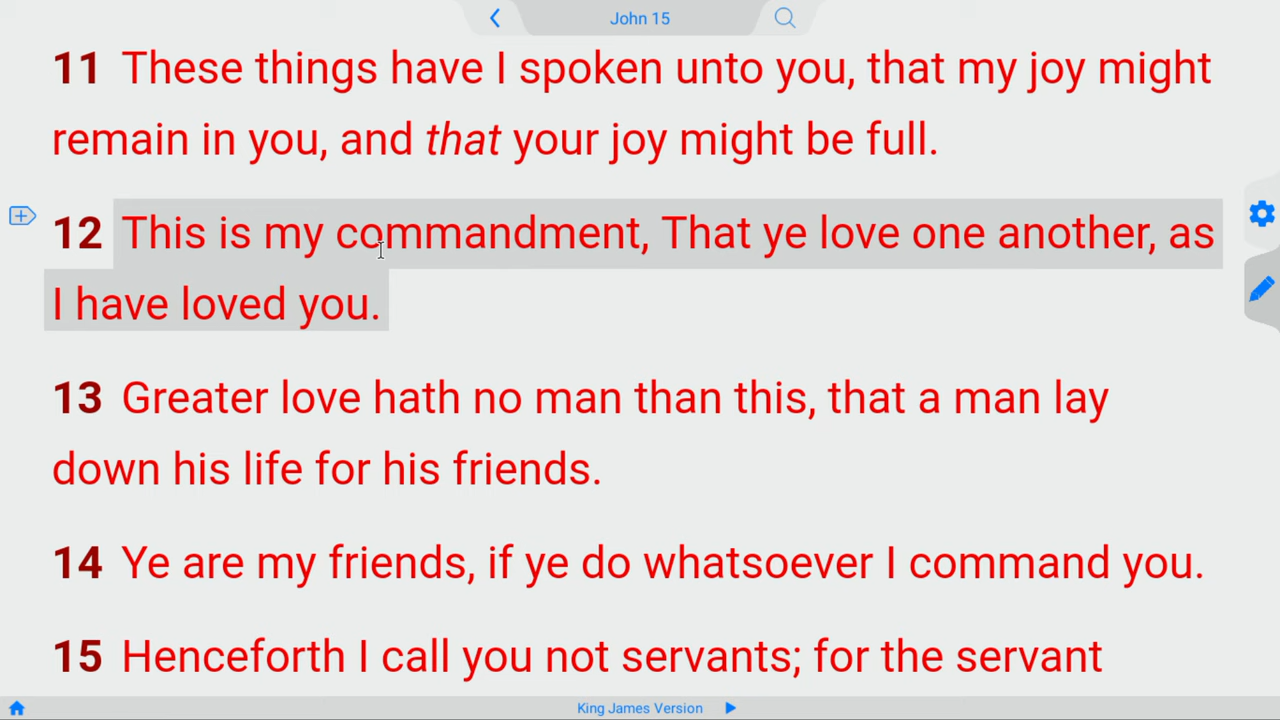 John 15
11 These things have I spoken unto you, that my joy might
remain in you, and that your joy might be full.
12 This is my commandment, That ye love one another, as
I have loved you.
13 Greater love hath no man than this, that a man lay
down his life for his friends.
14 Ye are my friends, if ye do whatsoever I command you.
15 Henceforth I call you not servants; for the servant
King James Version